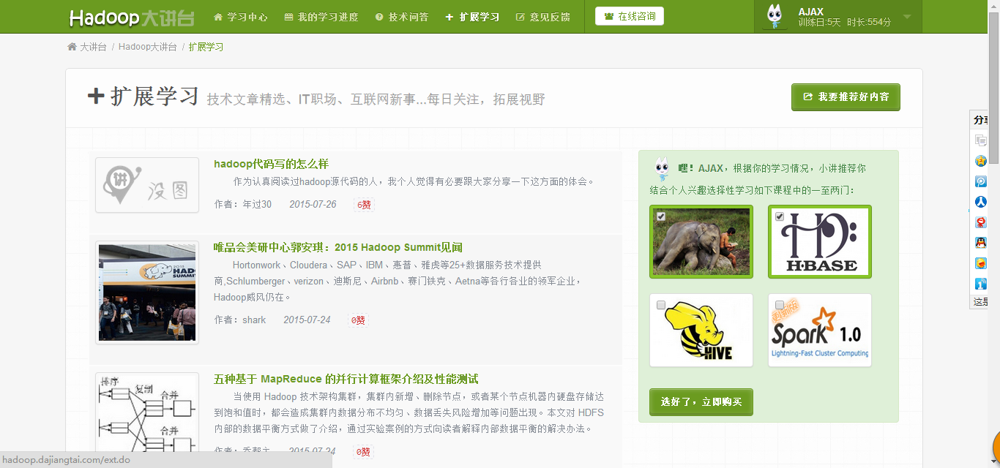 Hadoop大讲台
学习中心 我的学习进度 技术问答 扩展学习 意见反馈 在线咨询
AJAX
训练日:5天 时长:554分
大讲台 / Hadoop大讲台 / 扩展学习
扩展学习 技术文章精选、IT职场、互联网新事...每日关注，拓展视野
我要推荐好内容
分享
讲 没图
hadoop代码写的怎么样
作为认真阅读过hadoop源代码的人，我个人觉得有必要跟大家分享一下这方面的体会。
作者：年过30 2015-07-26 6赞
唯品会美研中心郭安琪：2015 Hadoop Summit见闻
Hortonwork、Cloudera、SAP、IBM、惠普、雅虎等25+数据服务技术提供
商,Schlumberger、verizon、迪斯尼、Airbnb、赛门铁克、Aetna等各行各业的领军企业，
Hadoop威风仍在。
作者：shark 2015-07-24 0赞
2015
HAD
SUMMI
五种基于 MapReduce 的并行计算框架介绍及性能测试
当使用 Hadoop 技术架构集群，集群内新增、删除节点，或者某个节点机器内硬盘存储达
到饱和值时，都会造成集群内数据分布不均匀、数据丢失风险增加等问题出现。本文对 HDFS
内部的数据平衡方式做了介绍，通过实验案例的方式向读者解释内部数据平衡的解决办法。
作者：乔帮主 2015-07-24 0赞
排序 复制 合并
合并
嘿！AJAX，根据你的学习情况，小讲推荐你
结合个人兴趣选择性学习如下课程中的一至两门：
HBASE
HIVE
Spark 1.0
Lightning-Fast Cluster Computing
选好了，立即购买
这是
hadoop.dajiangtai.com/ext.do